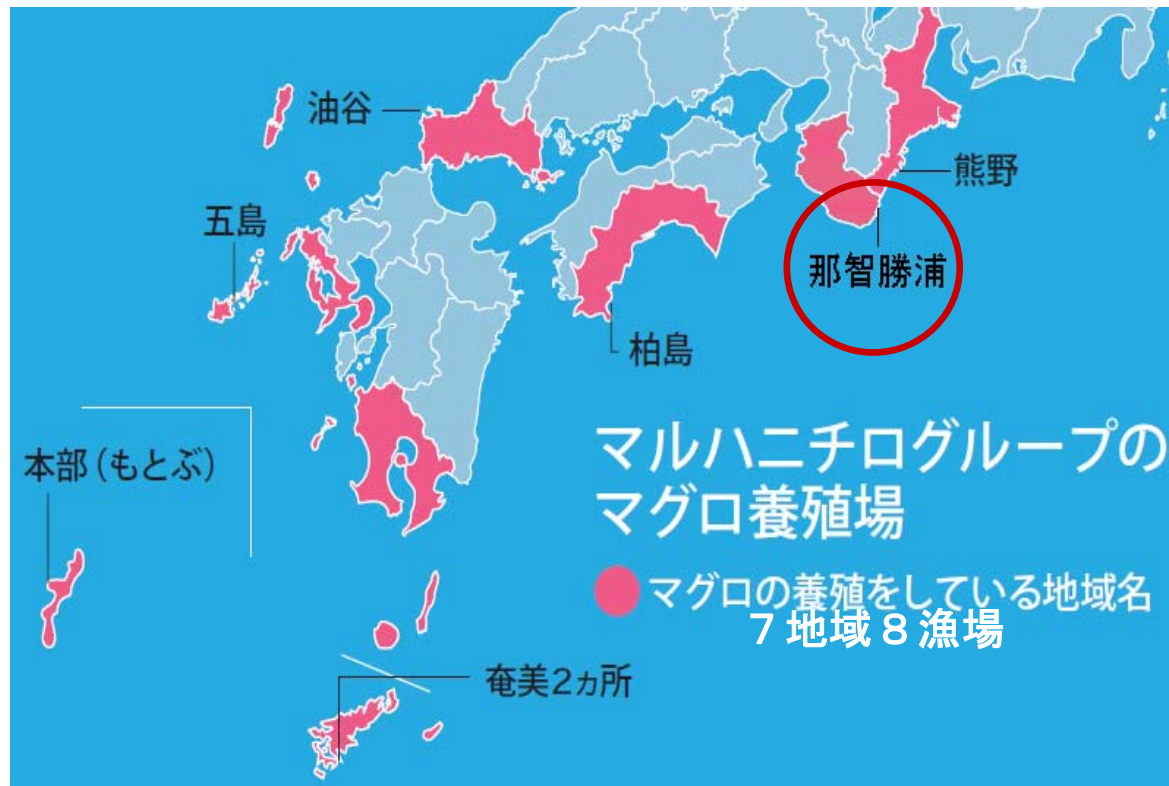 油谷
熊野
五島
那智勝浦
柏島
マルハニチログループの
マグロ養殖場
本部（もとぶ）
マグロの養殖をしている地域名
７地域８漁場
奄美2ヵ所